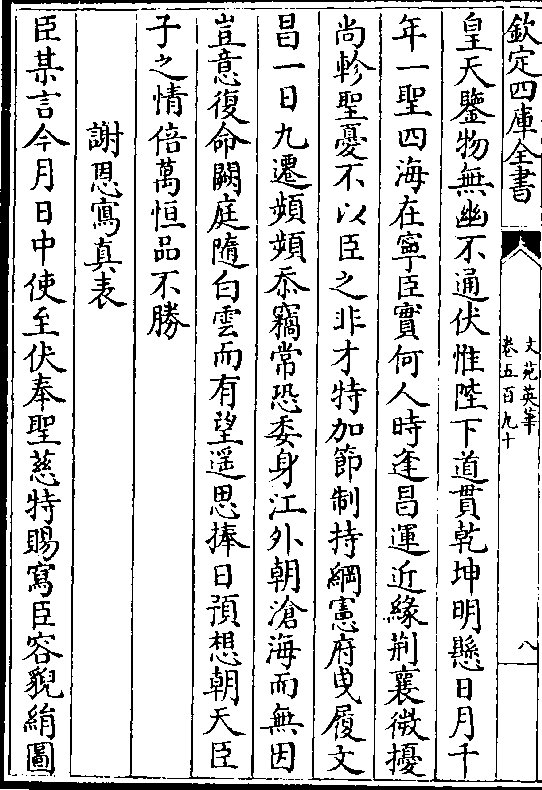 欽定四庫全書
文苑英華
卷五百九十
八
皇天鑒物無幽不通伏惟陛下道貫乾坤明懸日月千
年一聖四海在寧臣實何人時逢昌運近緣荆襄微擾
尚軫聖憂不以臣之非才特加節制持綱憲府曵履文
昌一日九遷頻頻忝竊常恐委身江外朝滄海而無因
豈意復命闕庭隨白雲而有望遥思捧日預想朝天臣
子之情倍萬恒品不勝
謝恩寫真表
臣某言今月日中使至伏奉聖慈特賜寫臣容貌絹圖